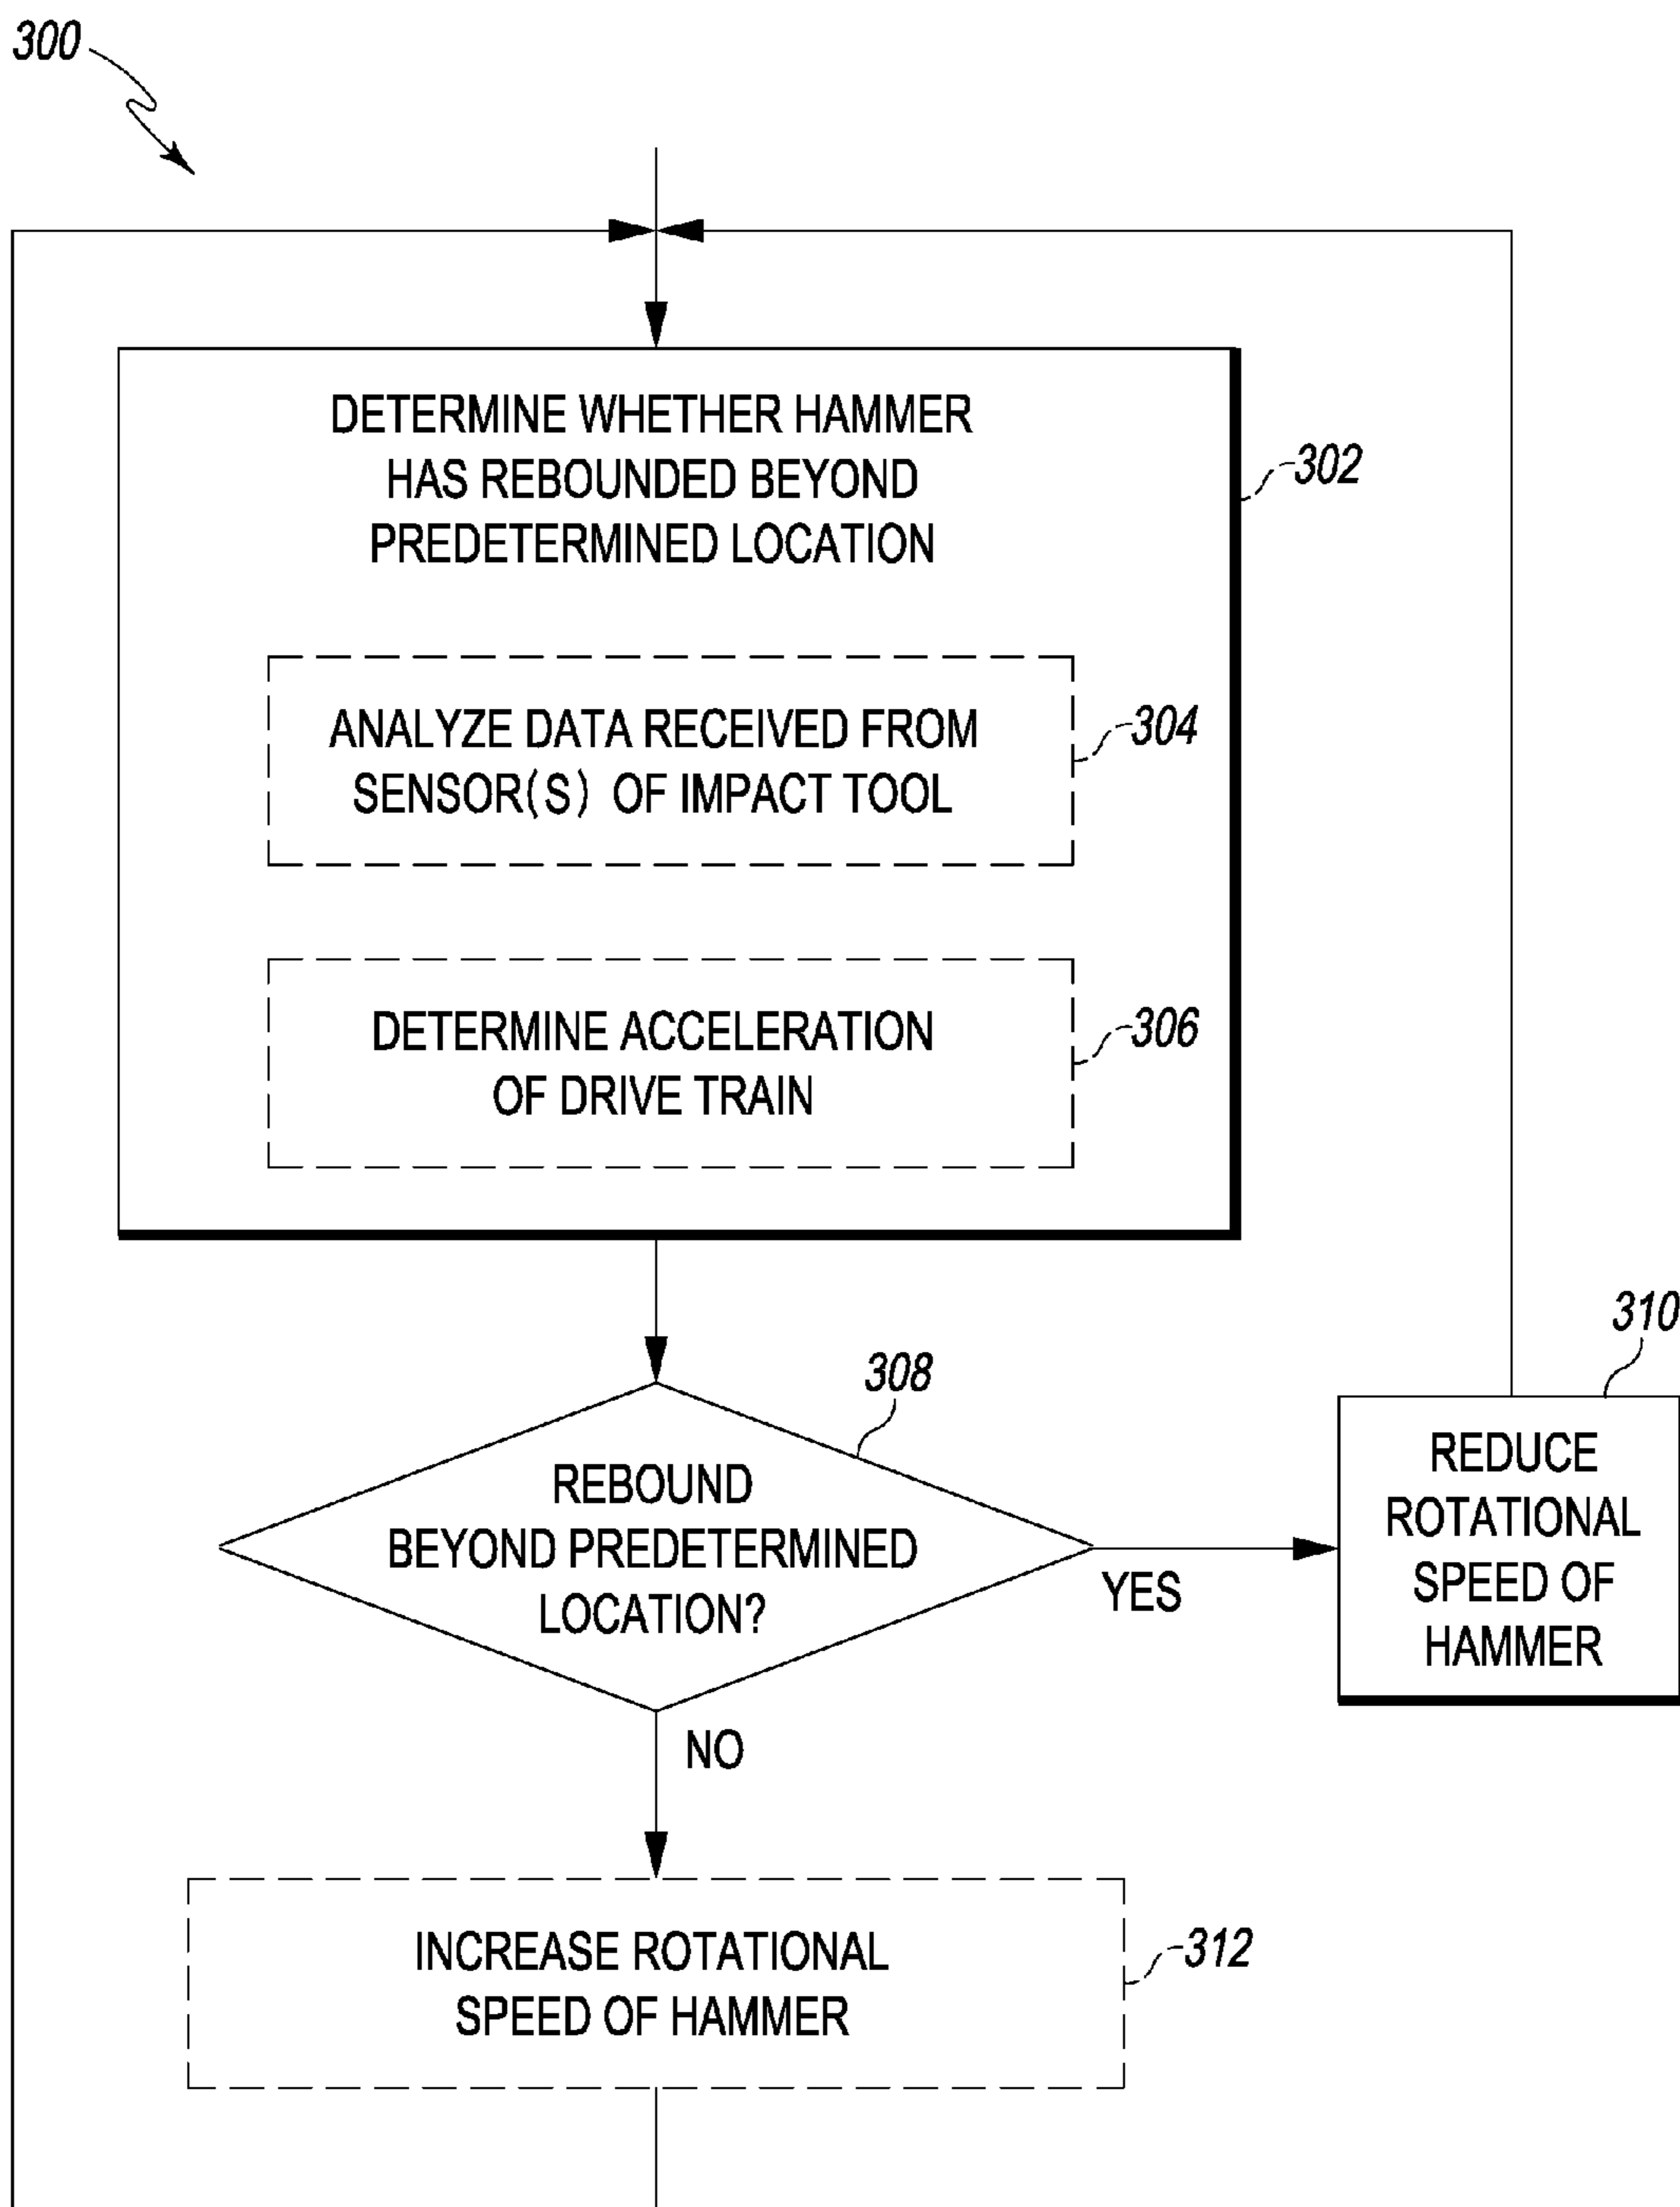 300
DETERMINE WHETHER HAMMER
HAS REBOUNDED BEYOND
PREDETERMINED LOCATION
302
ANALYZE DATA RECEIVED FROM
SENSOR(S) OF IMPACT TOOL
304
DETERMINE ACCELERATION
OF DRIVE TRAIN
306
308
REBOUND
BEYOND PREDETERMINED
LOCATION?
YES
310
REDUCE
ROTATIONAL
SPEED OF
HAMMER
NO
INCREASE ROTATIONAL
SPEED OF HAMMER
312